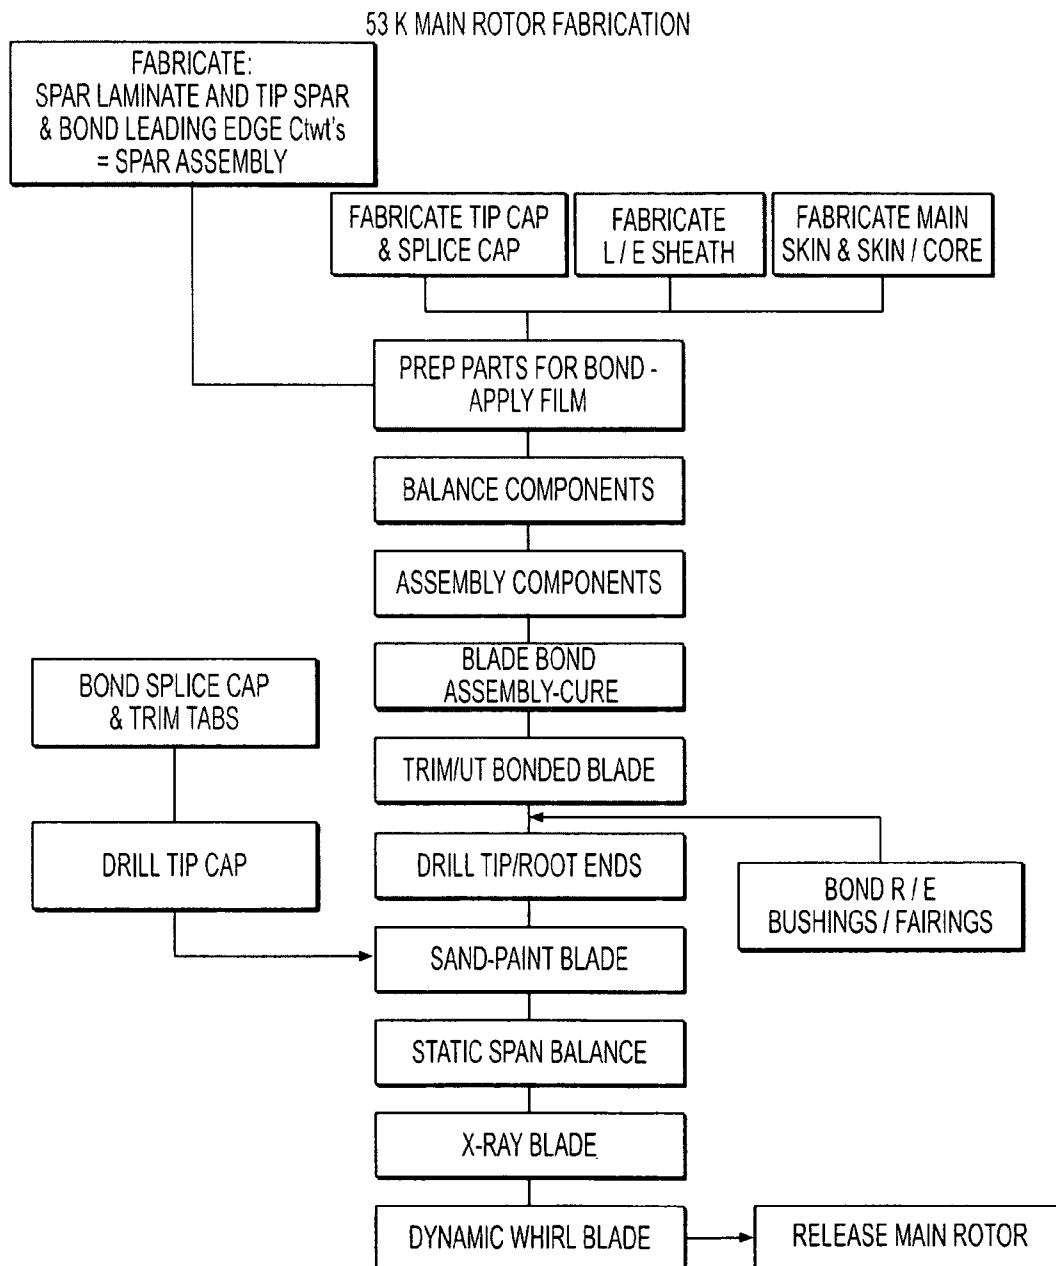 53 K MAIN ROTOR FABRICATION
FABRICATE:
SPAR LAMINATE AND TIP SPAR
& BOND LEADING EDGE Ctwt's
= SPAR ASSEMBLY
FABRICATE TIP CAP
& SPLICE CAP
FABRICATE
L / E SHEATH
FABRICATE MAIN
SKIN & SKIN / CORE
PREP PARTS FOR BOND -
APPLY FILM
BALANCE COMPONENTS
ASSEMBLY COMPONENTS
BLADE BOND
ASSEMBLY-CURE
BOND SPLICE CAP
& TRIM TABS
TRIM/UT BONDED BLADE
DRILL TIP CAP
DRILL TIP/ROOT ENDS
BOND R / E
BUSHINGS / FAIRINGS
SAND-PAINT BLADE
STATIC SPAN BALANCE
X-RAY BLADE
DYNAMIC WHIRL BLADE
RELEASE MAIN ROTOR